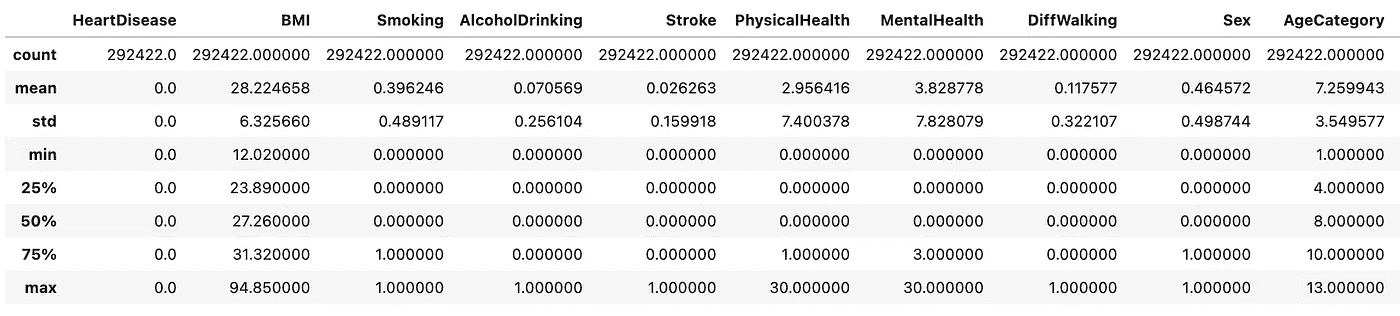 HeartDisease BMI Smoking AlcoholDrinking Stroke PhysicalHealth MentalHealth DiffWalking Sex AgeCategory
count 292422.0 292422.000000 292422.000000 292422.000000 292422.000000 292422.000000 292422.000000 292422.000000 292422.000000 292422.000000
mean 0.0 28.224658 0.396246 0.070569 0.026263 2.956416 3.828778 0.117577 0.464572 7.259943
std 0.0 6.325660 0.489117 0.256104 0.159918 7.400378 7.828079 0.322107 0.498744 3.549577
min 0.0 12.020000 0.000000 0.000000 0.000000 0.000000 0.000000 0.000000 0.000000 1.000000
25% 0.0 23.890000 0.000000 0.000000 0.000000 0.000000 0.000000 0.000000 0.000000 4.000000
50% 0.0 27.260000 0.000000 0.000000 0.000000 0.000000 0.000000 0.000000 0.000000 8.000000
75% 0.0 31.320000 1.000000 0.000000 0.000000 1.000000 3.000000 0.000000 1.000000 10.000000
max 0.0 94.850000 1.000000 1.000000 1.000000 30.000000 30.000000 1.000000 1.000000 13.000000